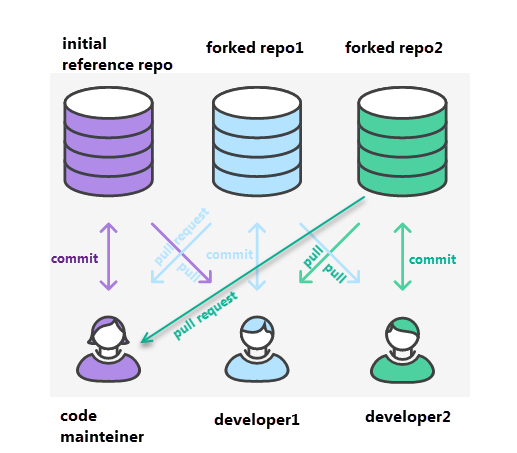 initial
reference repo
forked repo1
forked repo2
pull request
pull
commit
commit
pull
pull
commit
pull request
code
mainteiner
developer1
developer2